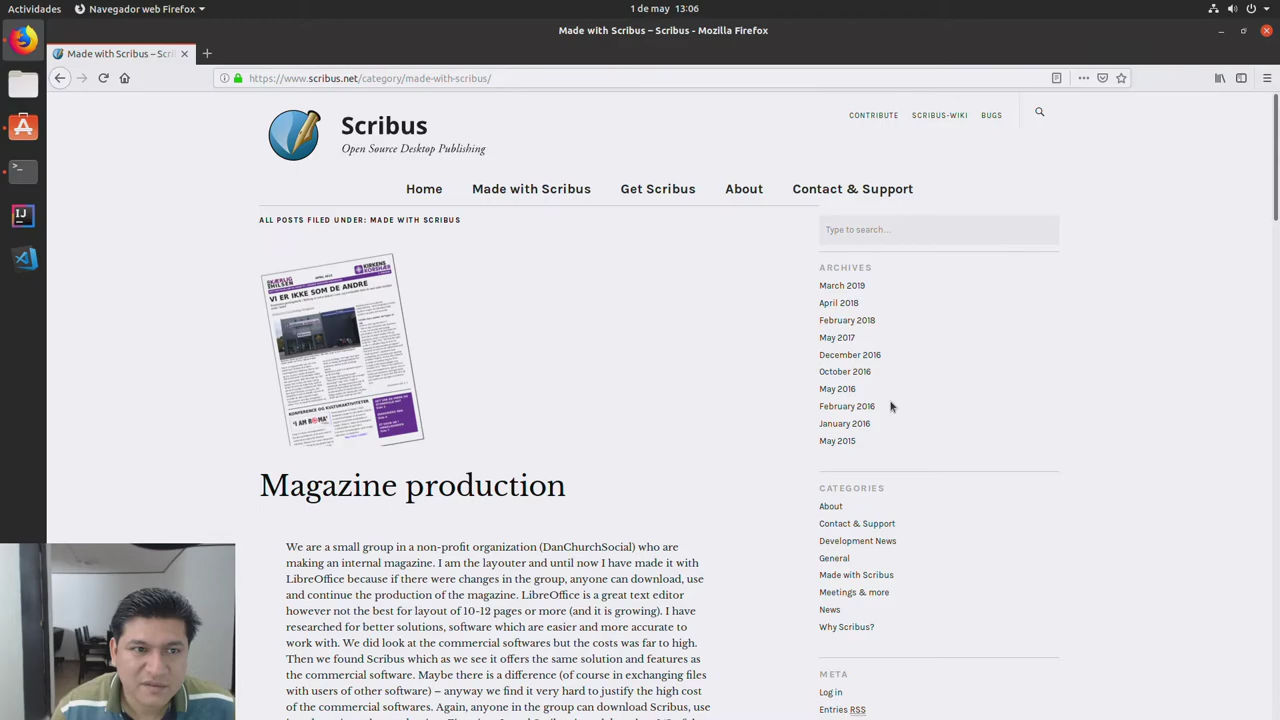 Actividades
Navegador web Firefox
1 de may 13:06
Made with Scribus – Scribus - Mozilla Firefox
Made with Scribus – Scri
https://www.scribus.net/category/made-with-scribus/
Scribus
Open Source Desktop Publishing
CONTRIBUTE
SCRIBUS-WIKI
BUGS
Home
Made with Scribus
Get Scribus
About
Contact & Support
ALL POSTS FILED UNDER: MADE WITH SCRIBUS
VI ER IKKE SOM DE ANDRE
KONFERENCE OG KULTURAKTIVITETER
Magazine production
We are a small group in a non-profit organization (DanChurchSocial) who are
making an internal magazine. I am the layouter and until now I have made it with
LibreOffice because if there were changes in the group, anyone can download, use
and continue the production of the magazine. LibreOffice is a great text editor
however not the best for layout of 10-12 pages or more (and it is growing). I have
researched for better solutions, software which are easier and more accurate to
work with. We did look at the commercial softwares but the costs was far to high.
Then we found Scribus which as we see it offers the same solution and features as
the commercial software. Maybe there is a difference (of course in exchanging files
with users of other software) – anyway we find it very hard to justify the high cost
of the commercial softwares. Again, anyone in the group can download Scribus, use
Type to search...
ARCHIVES
March 2019
April 2018
February 2018
May 2017
December 2016
October 2016
May 2016
February 2016
January 2016
May 2015
CATEGORIES
About
Contact & Support
Development News
General
Made with Scribus
Meetings & more
News
Why Scribus?
META
Log in
Entries RSS